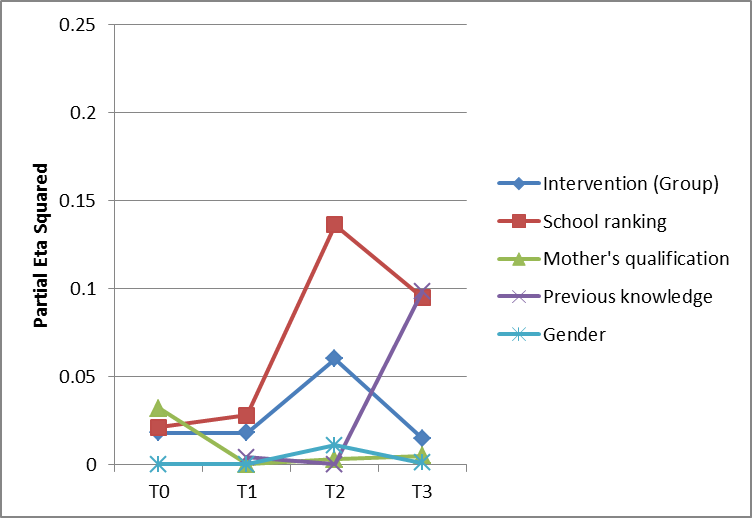 0.25
0.2
0.15
0.1
0.05
0
Partial Eta Squared
T0 T1 T2 T3
Intervention (Group)
School ranking
Mother's qualification
Previous knowledge
Gender